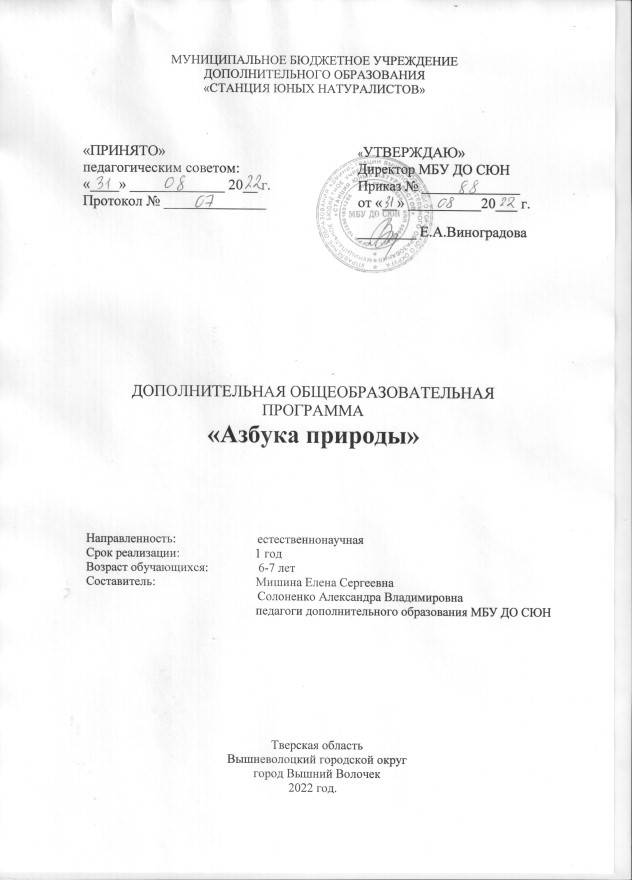 МУНИЦИПАЛЬНОЕ БЮДЖЕТНОЕ УЧРЕЖДЕНИЕ
ДОПОЛНИТЕЛЬНОГО ОБРАЗОВАНИЯ
«СТАНЦИЯ ЮНЫХ НАТУРАЛИСТОВ»
«ПРИНЯТО»
педагогическим советом:
«31» 08 2022г.
Протокол № 07
«УТВЕРЖДАЮ»
Директор МБУ ДО СЮН
Приказ № 88
от «31» 08 2022 г.
МБУ ДО СЮН
Е.А.Виноградова
ДОПОЛНИТЕЛЬНАЯ ОБЩЕОБРАЗОВАТЕЛЬНАЯ
ПРОГРАММА
«Азбука природы»
Направленность: естественнонаучная
Срок реализации: 1 год
Возраст обучающихся: 6-7 лет
Составитель: Мишина Елена Сергеевна
Солоненко Александра Владимировна
педагоги дополнительного образования МБУ ДО СЮН
Тверская область
Вышневолоцкий городской округ
город Вышний Волочек
2022 год.